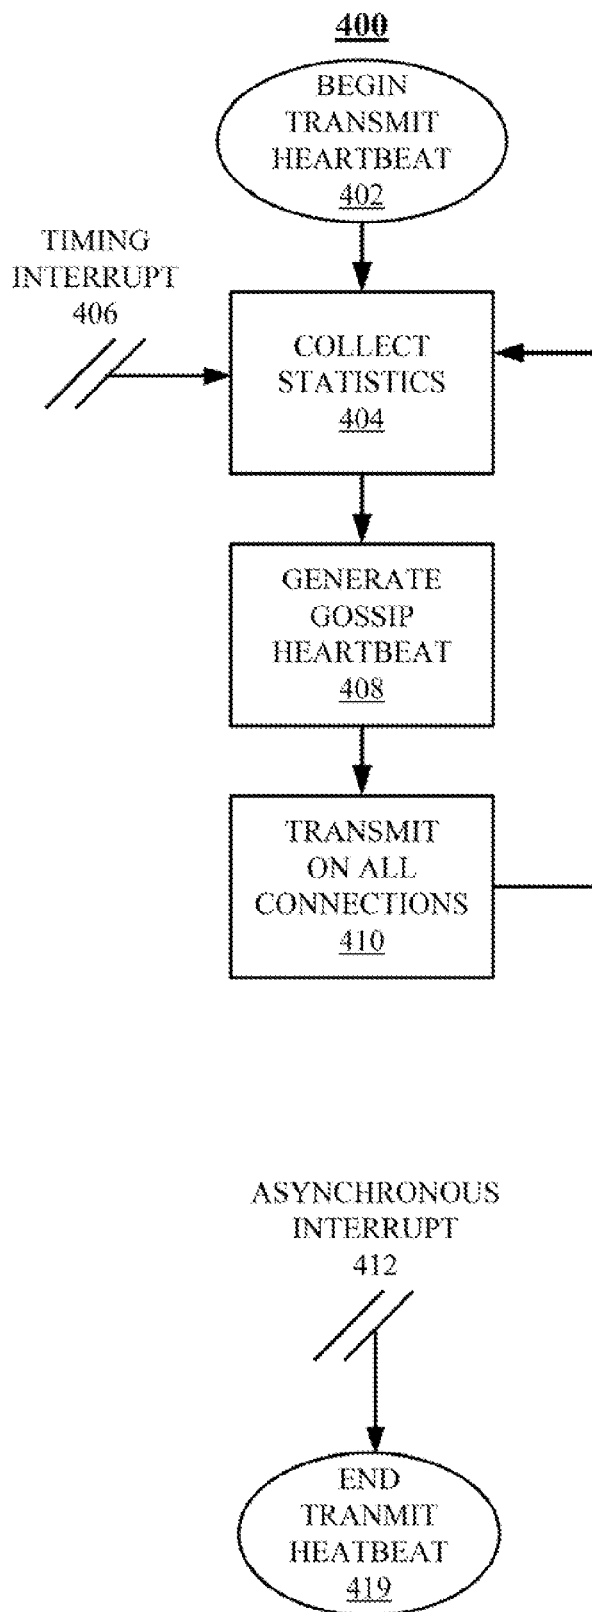 400
BEGIN
TRANSMIT
HEARTBEAT
402
TIMING
INTERRUPT
406
COLLECT
STATISTICS
404
GENERATE
GOSSIP
HEARTBEAT
408
TRANSMIT
ON ALL
CONNECTIONS
410
ASYNCHRONOUS
INTERRUPT
412
END
TRANMIT
HEATBEAT
419